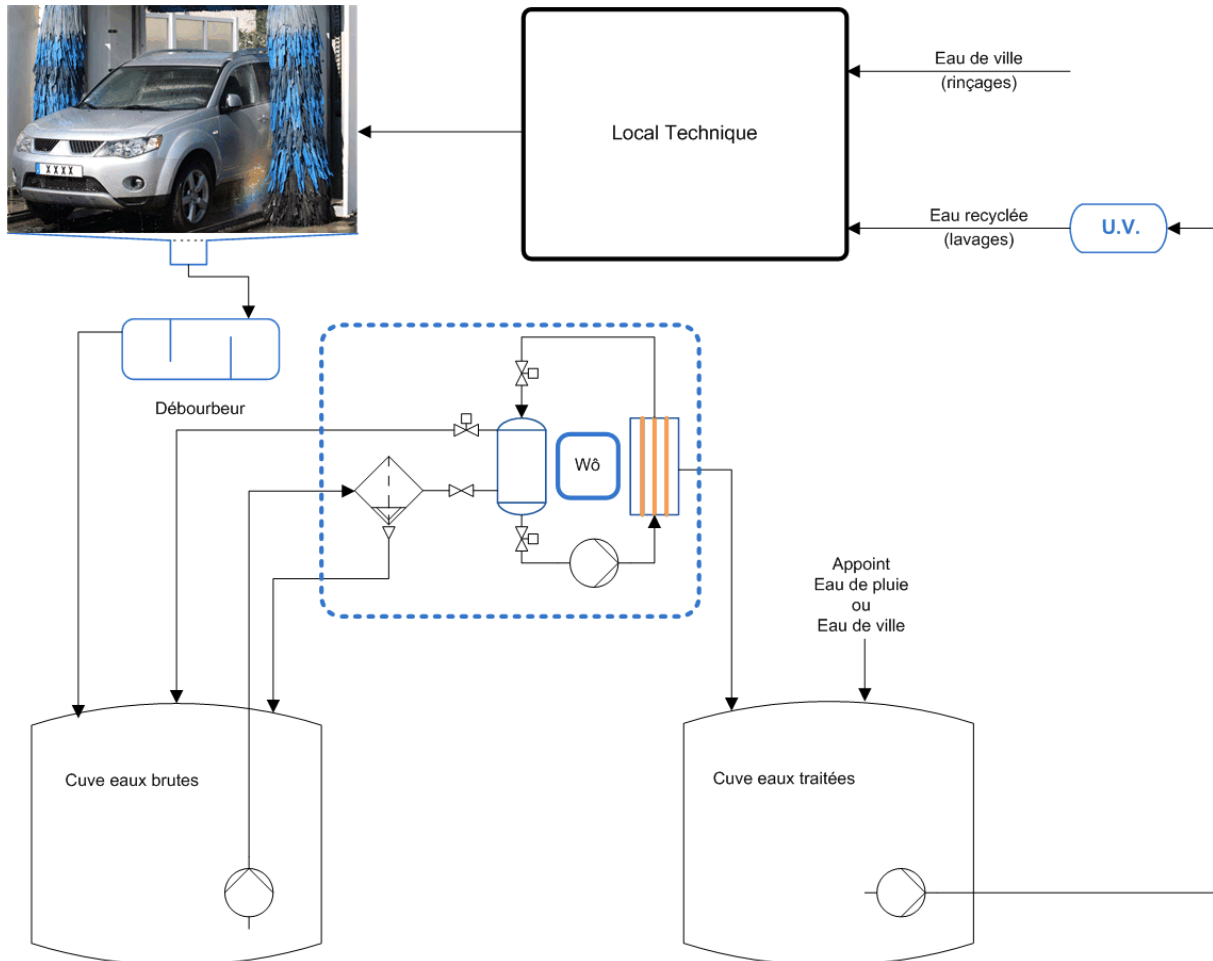 Eau de ville
(rinçages)
Local Technique
X X X X
Eau recyclée
(lavages)
U.V.
Débourbeur
Wô
Appoint
Eau de pluie
ou
Eau de ville
Cuve eaux brutes
Cuve eaux traitées